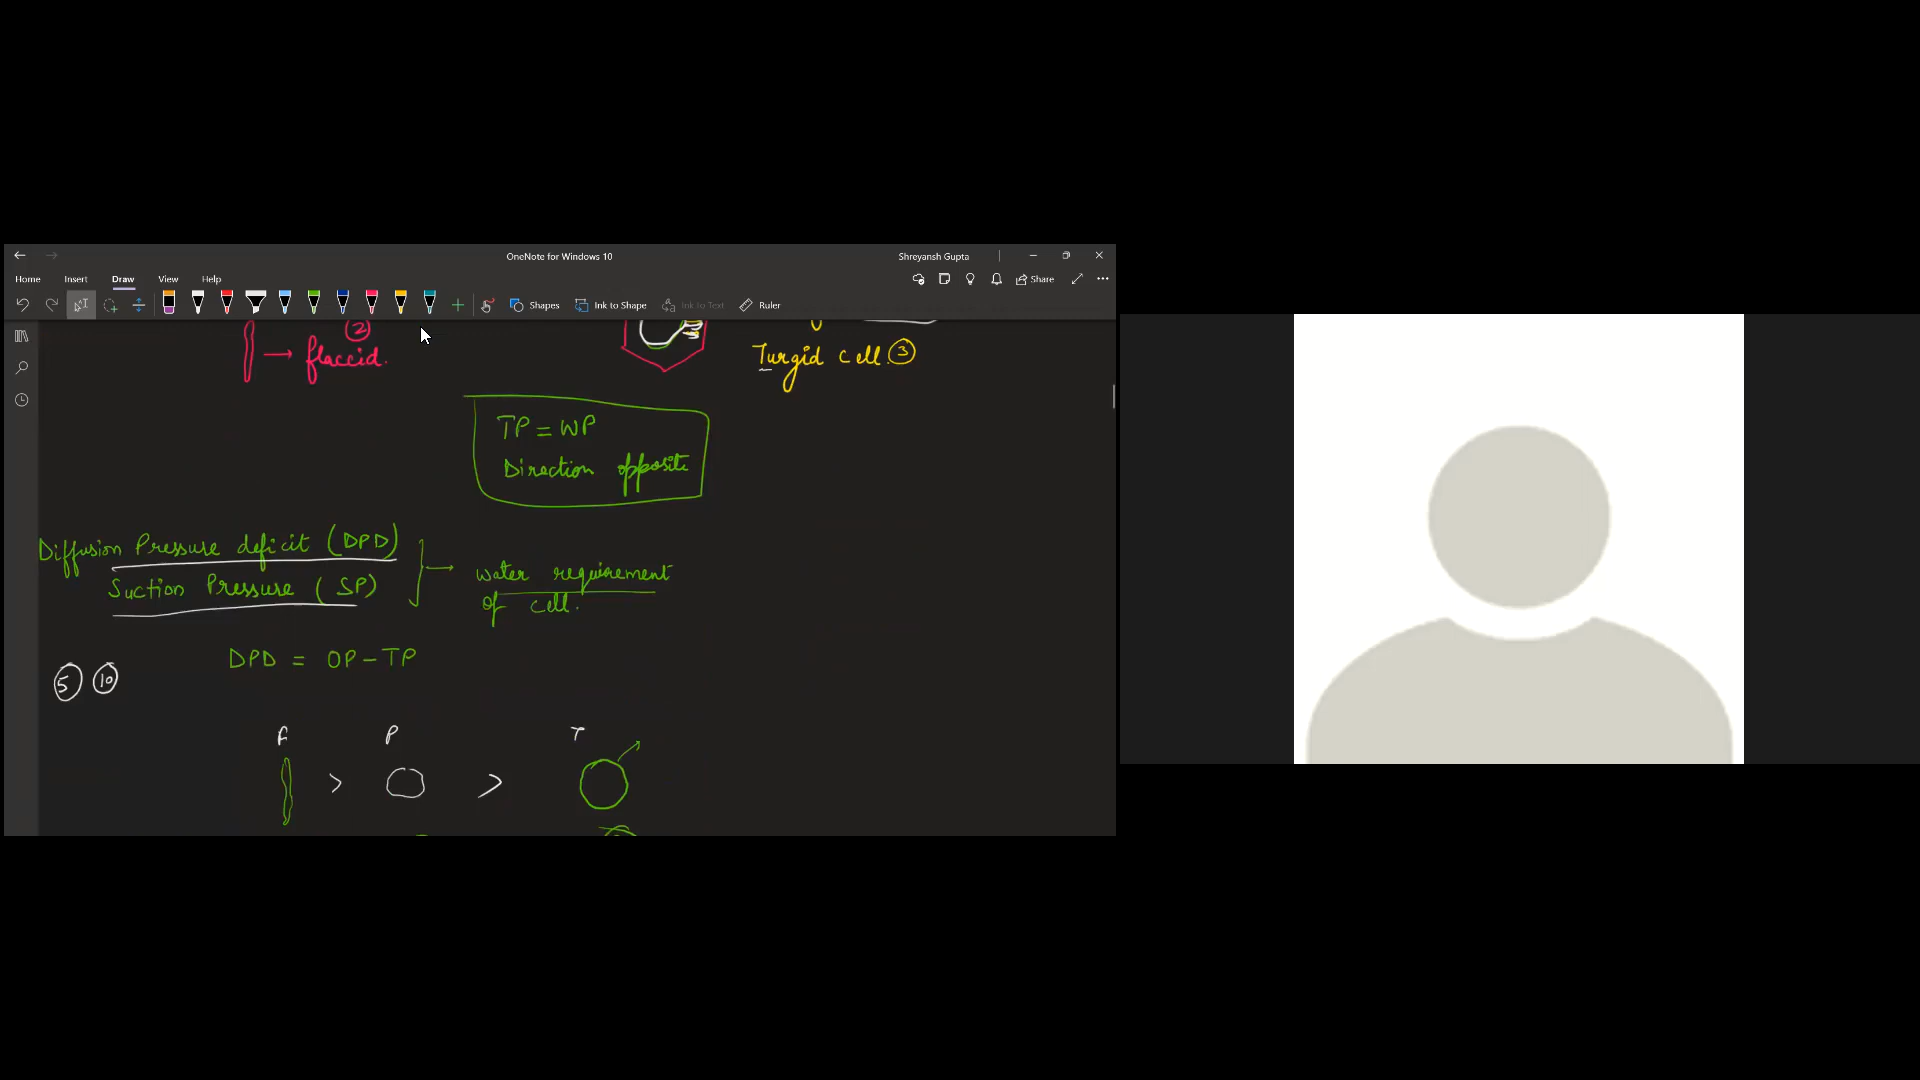 OneNote for Windows 10
Shreyansh Gupta
Home Insert Draw View Help
Share
Shapes Ink to Shape Ink to Text Ruler
2
flaccid.
Turgid cell. 3
TP = WP
Direction opposite
Diffusion Pressure deficit (DPD)
Suction Pressure (SP)
water requirement
of cell.
DPD = OP - TP
5 10
F P T
> >